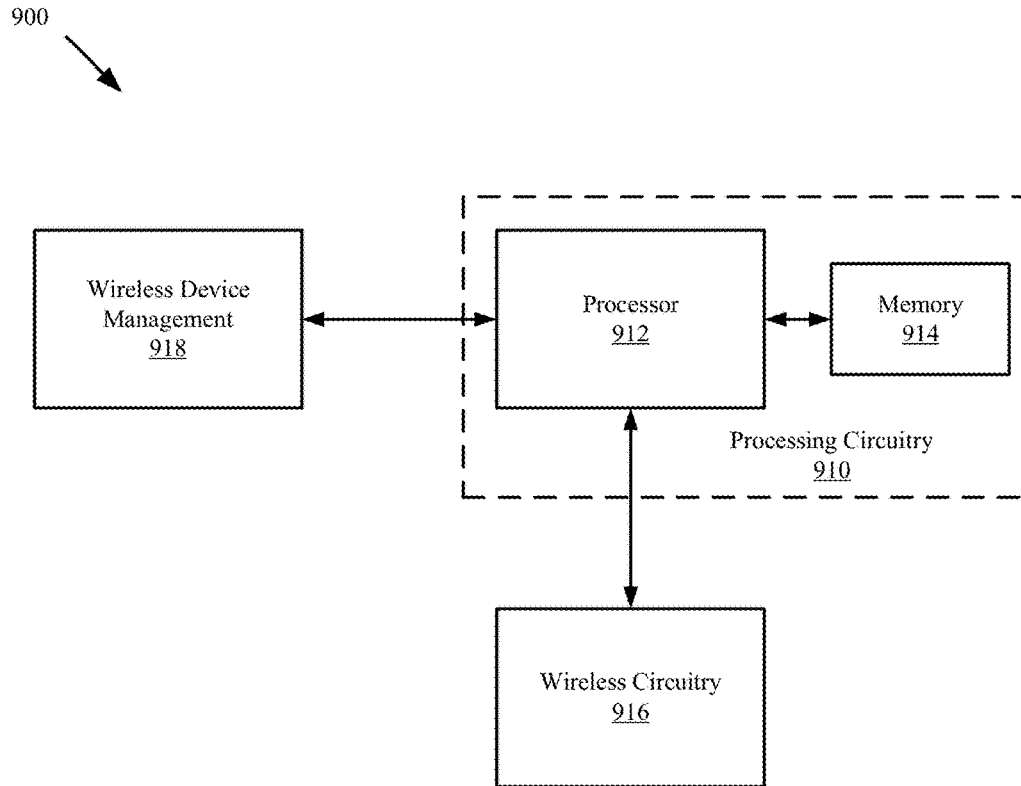 900
Wireless Device
Management
918
Processor
912
Memory
914
Processing Circuitry
910
Wireless Circuitry
916